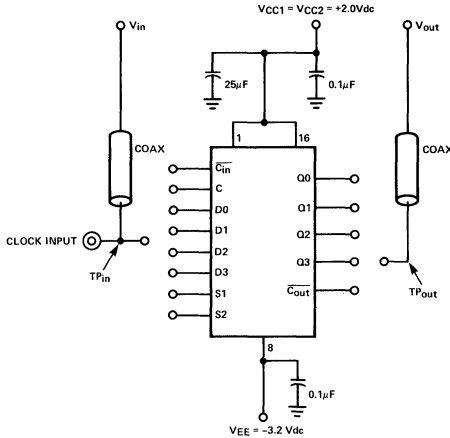 VCC1 = VCC2 = +2.0Vdc
Vin
Vout
25µF
0.1µF
1
16
COAX
COAX
Cin
C
D0
D1
D2
D3
S1
S2
Q0
Q1
Q2
Q3
Cout
CLOCK INPUT
TPin
TPout
8
0.1µF
VEE = −3.2 Vdc